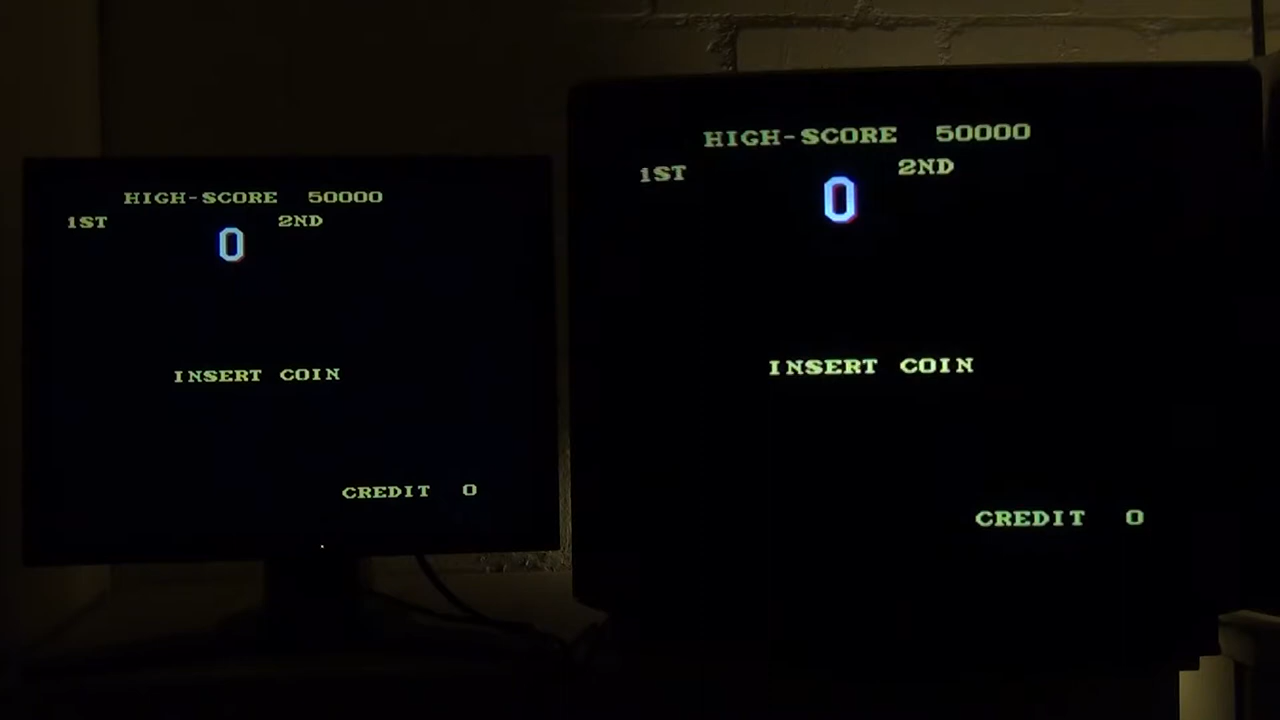 HIGH-SCORE 50000
1ST 2ND
0
INSERT COIN
CREDIT 0
HIGH-SCORE 50000
1ST 2ND
0
INSERT COIN
CREDIT 0